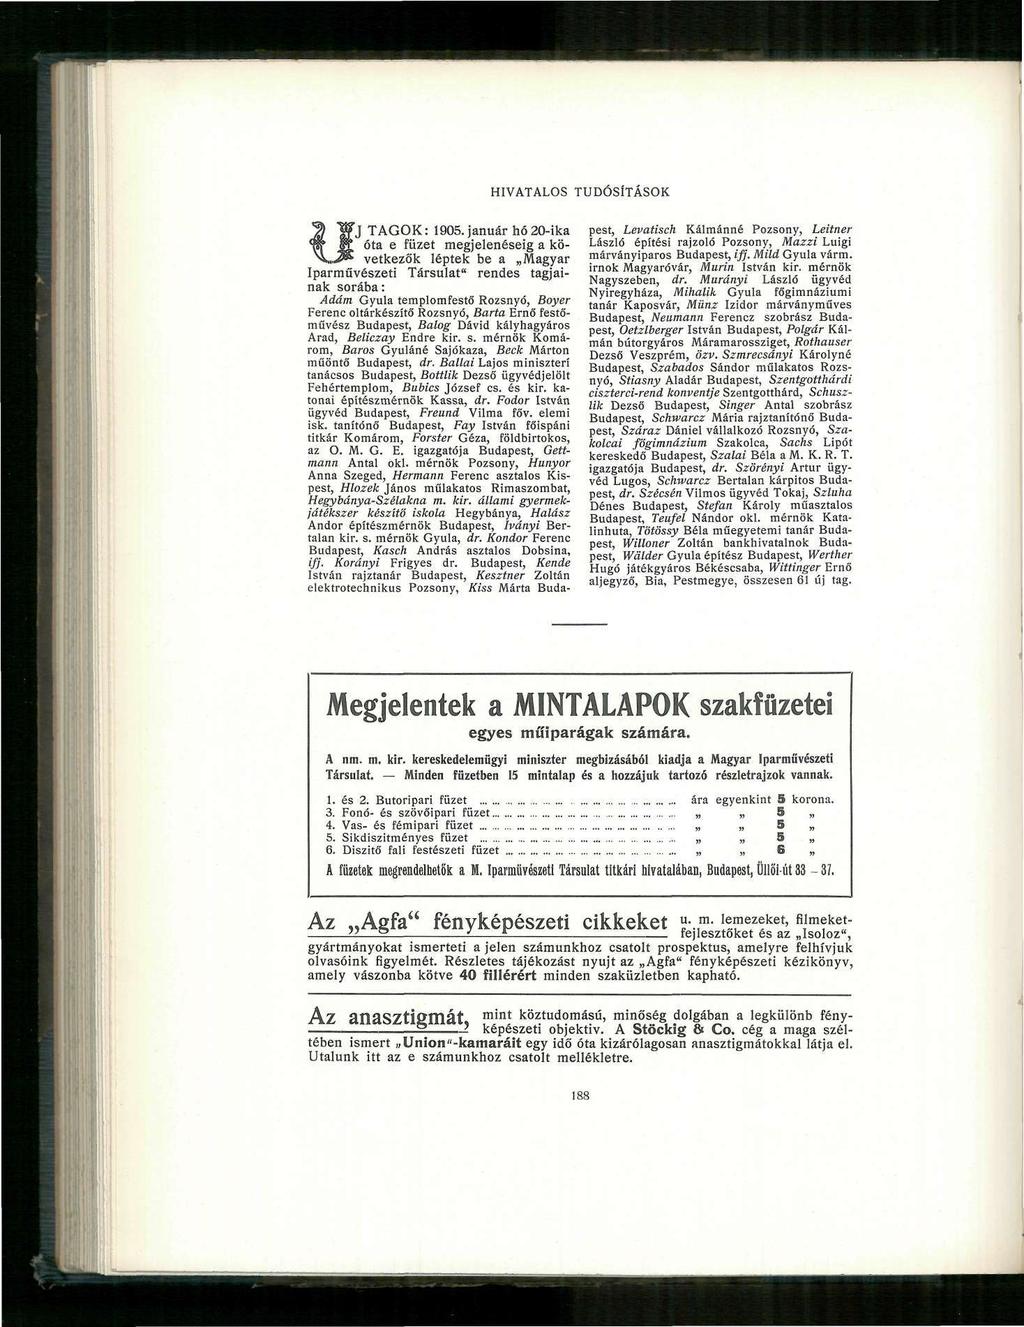 HIVATALOS TUDÓSÍTÁSOK
ÚJ TAGOK: 1905. január hó 20-ika
óta e füzet megjelenéseig a kö-
vetkezők léptek be a „Magyar
Iparművészeti Társulat“ rendes tagjai-
nak sorába:
Adám Gyula templomfestő Rozsnyó, Boyer
Ferenc oltárkészítő Rozsnyó, Barta Ernő festő-
művész Budapest, Balog Dávid kályhagyáros
Arad, Beliczay Endre kir. s. mérnök Komá-
rom, Baros Gyuláné Sajókaza, Beck Márton
műöntő Budapest, dr. Ballai Lajos miniszteri
tanácsos Budapest, Bottlik Dezső ügyvédjelölt
Fehértemplom, Bubics József cs. és kir. ka-
tonai építészmérnök Kassa, dr. Fodor István
ügyvéd Budapest, Freund Vilma főv. elemi
isk. tanítónő Budapest, Fay István főispáni
titkár Komárom, Forster Géza, földbirtokos,
az O. M. G. E. igazgatója Budapest, Gett-
mann Antal okl. mérnök Pozsony, Hunyor
Anna Szeged, Hermann Ferenc asztalos Kis-
pest, Hlozek János műlakatos Rimaszombat,
Hegybánya-Szélakna m. kir. állami gyermek-
játékszer készítő iskola Hegybánya, Halász
Andor építészmérnök Budapest, Iványi Ber-
talan kir. s. mérnök Gyula, dr. Kondor Ferenc
Budapest, Kasch András asztalos Dobsina,
ifj. Korányi Frigyes dr. Budapest, Kende
István rajztanár Budapest, Kesztner Zoltán
elektrotechnikus Pozsony, Kiss Márta Buda-
pest, Levatisch Kálmánné Pozsony, Leitner
László építési rajzoló Pozsony, Mazzi Luigi
márványiparos Budapest, ifj. Mild Gyula várm.
irnok Magyaróvár, Murin István kir. mérnök
Nagyszeben, dr. Murányi László ügyvéd
Nyiregyháza, Mihalik Gyula főgimnáziumi
tanár Kaposvár, Münz Izidor márványműves
Budapest, Neumann Ferencz szobrász Buda-
pest, Oetzlberger István Budapest, Polgár Kál-
mán bútorgyáros Máramarossziget, Rothauser
Dezső Veszprém, özv. Szmrecsányi Károlyné
Budapest, Szabados Sándor műlakatos Rozs-
nyó, Stiasny Aladár Budapest, Szentgotthárdi
ciszterci-rend konventje Szentgotthárd, Schusz-
lik Dezső Budapest, Singer Antal szobrász
Budapest, Schwarcz Mária rajztanítónő Buda-
pest, Száraz Dániel vállalkozó Rozsnyó, Sza-
kolcai főgimnázium Szakolca, Sachs Lipót
kereskedő Budapest, Szalai Béla a M. K. R. T.
igazgatója Budapest, dr. Szörényi Artur ügy-
véd Lugos, Schwarcz Bertalan kárpitos Buda-
pest, dr. Szécsén Vilmos ügyvéd Tokaj, Szluha
Dénes Budapest, Stefan Károly műasztalos
Budapest, Teufel Nándor okl. mérnök Kata-
linhuta, Tötössy Béla műegyetemi tanár Buda-
pest, Willoner Zoltán bankhivatalnok Buda-
pest, Wälder Gyula építész Budapest, Werther
Hugó játékgyáros Békéscsaba, Wittinger Ernő
aljegyző, Bia, Pestmegye, összesen 61 új tag.
Megjelentek a MINTALAPOK szakfüzetei
egyes műiparágak számára.
A nm. m. kir. kereskedelemügyi miniszter megbizásából kiadja a Magyar Iparművészeti
Társulat. — Minden füzetben 15 mintalap és a hozzájuk tartozó részletrajzok vannak.
1. és 2. Butoripari füzet ... ára egyenkint 5 korona.
3. Fonó- és szövőipari füzet ... „ „ 5 „
4. Vas- és fémipari füzet ... „ „ 5 „
5. Sikdiszitményes füzet ... „ „ 5 „
6. Diszitő fali festészeti füzet ... „ „ 6 „
A füzetek megrendelhetők a M. Iparművészeti Társulat titkári hivatalában, Budapest, Üllői-út 33 – 37.
Az „Agfa“ fényképészeti cikkeket u. m. lemezeket, filmeket-
fejlesztőket és az „Isoloz“,
gyártmányokat ismerteti a jelen számunkhoz csatolt prospektus, amelyre felhívjuk
olvasóink figyelmét. Részletes tájékozást nyujt az „Agfa“ fényképészeti kézikönyv,
amely vászonba kötve 40 fillérért minden szaküzletben kapható.
Az anasztigmát, mint köztudomású, minőség dolgában a legkülönb fény-
képészeti objektiv. A Stöckig & Co. cég a maga szél-
tében ismert „Union“-kamaráit egy idő óta kizárólagosan anasztigmátokkal látja el.
Utalunk itt az e számunkhoz csatolt mellékletre.
188